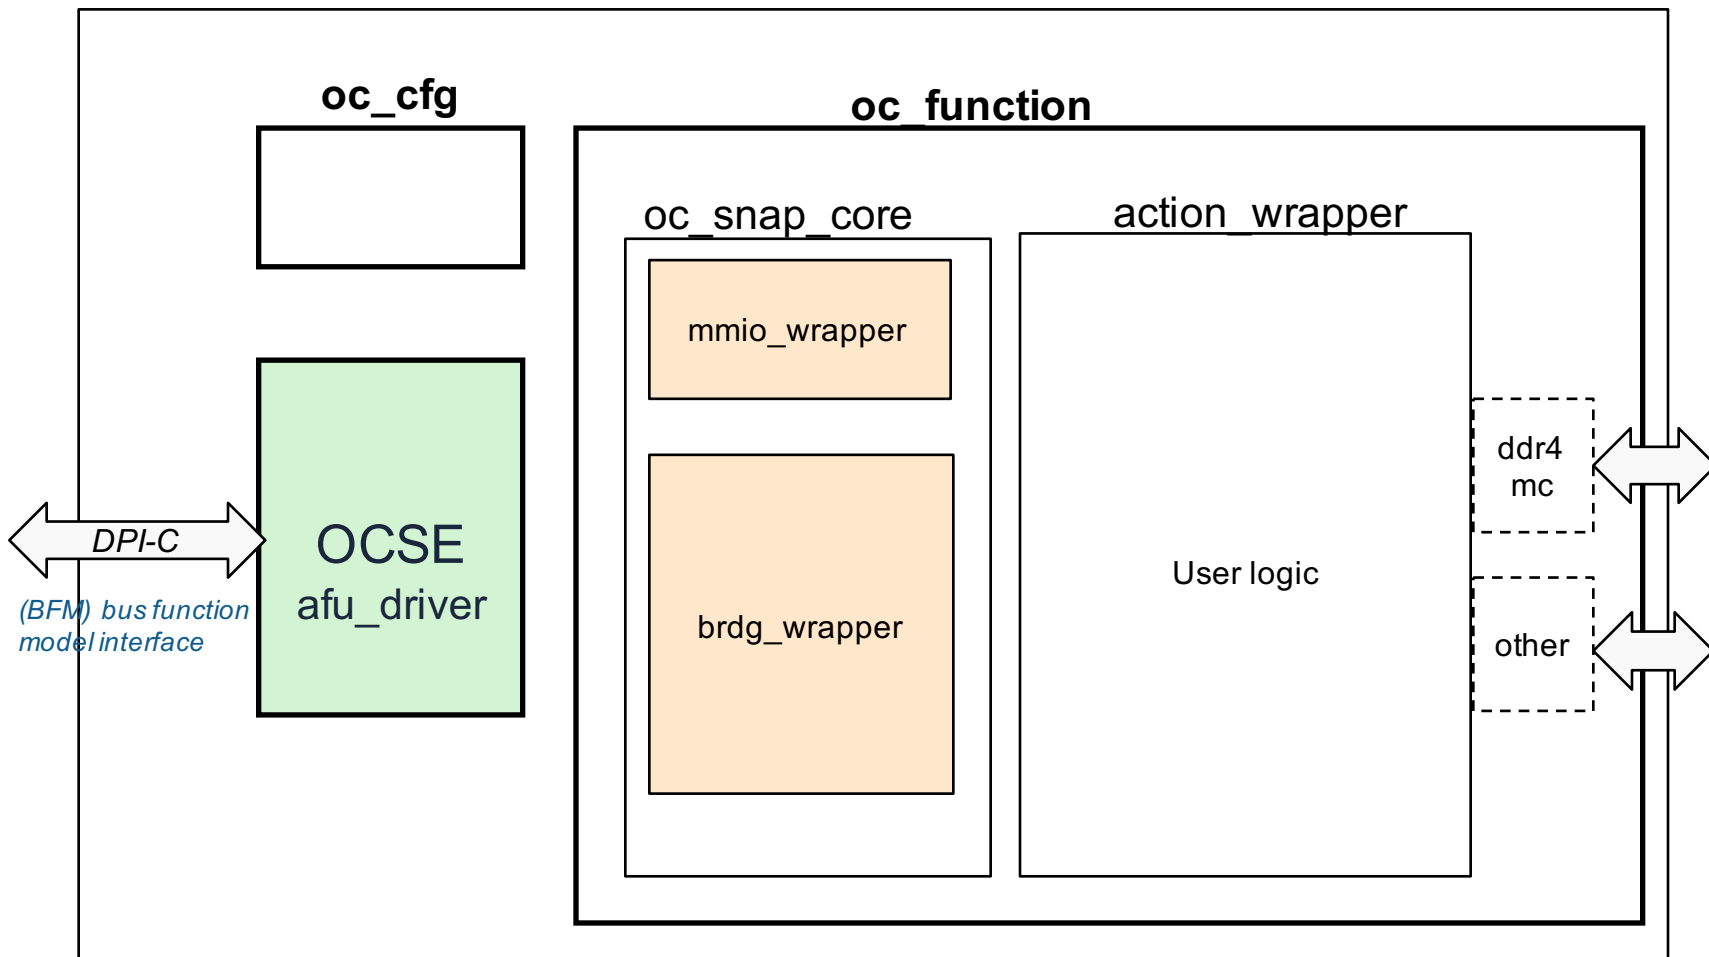 oc_cfg
oc_function
oc_snap_core
action_wrapper
mmio_wrapper
brdg_wrapper
OCSE
afu_driver
DPI-C
(BFM) bus function
model interface
User logic
ddr4
mc
other